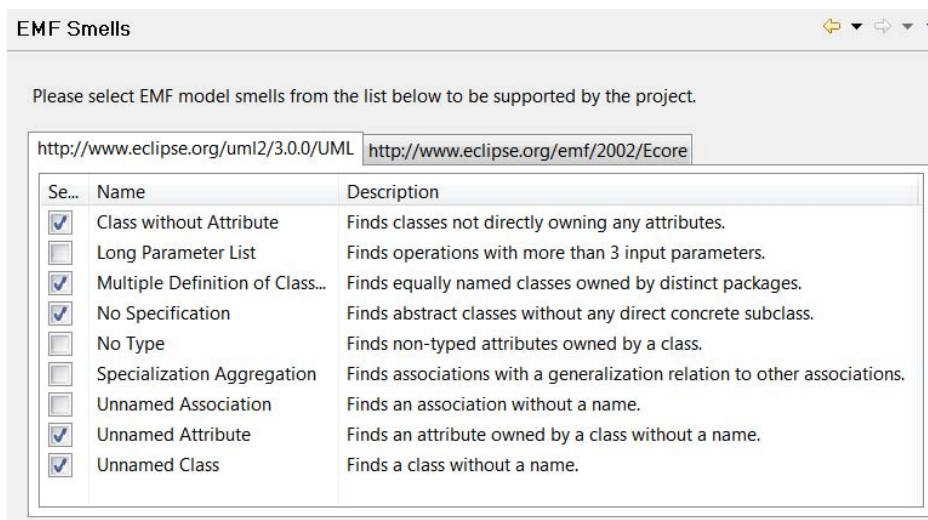 EMF Smells
Please select EMF model smells from the list below to be supported by the project.
http://www.eclipse.org/uml2/3.0.0/UML http://www.eclipse.org/emf/2002/Ecore
Se... Name Description
Class without Attribute Finds classes not directly owning any attributes.
Long Parameter List Finds operations with more than 3 input parameters.
Multiple Definition of Class... Finds equally named classes owned by distinct packages.
No Specification Finds abstract classes without any direct concrete subclass.
No Type Finds non-typed attributes owned by a class.
Specialization Aggregation Finds associations with a generalization relation to other associations.
Unnamed Association Finds an association without a name.
Unnamed Attribute Finds an attribute owned by a class without a name.
Unnamed Class Finds a class without a name.